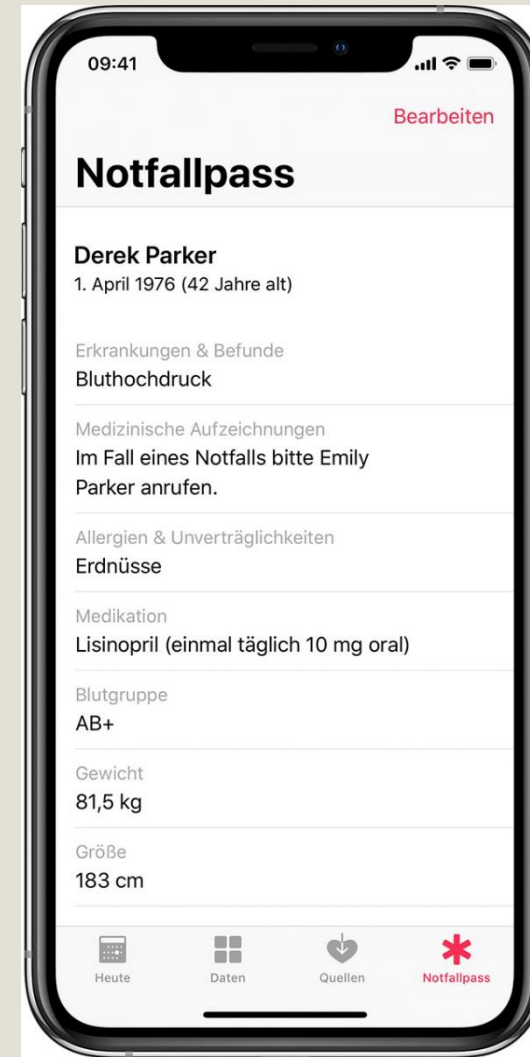 09:41
Bearbeiten
Notfallpass
Derek Parker
1. April 1976 (42 Jahre alt)
Erkrankungen & Befunde
Bluthochdruck
Medizinische Aufzeichnungen
Im Fall eines Notfalls bitte Emily
Parker anrufen.
Allergien & Unverträglichkeiten
Erdnüsse
Medikation
Lisinopril (einmal täglich 10 mg oral)
Blutgruppe
AB+
Gewicht
81,5 kg
Größe
183 cm
Heute Daten Quellen Notfallpass